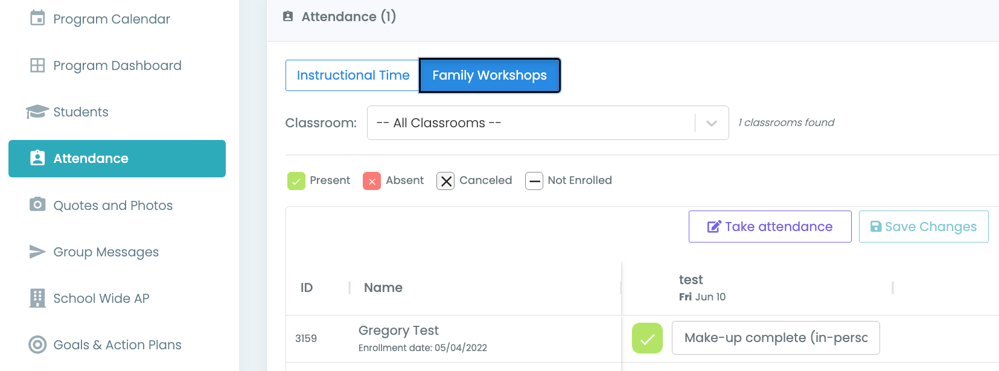 Program Calendar
Program Dashboard
Students
Attendance
Quotes and Photos
Group Messages
School Wide AP
Goals & Action Plans
Attendance (1)
Instructional Time
Family Workshops
Classroom:
-- All Classrooms --
1 classrooms found
Present
Absent
Canceled
Not Enrolled
Take attendance
Save Changes
ID
Name
test
Fri Jun 10
3159
Gregory Test
Enrollment date: 05/04/2022
Make-up complete (in-perso